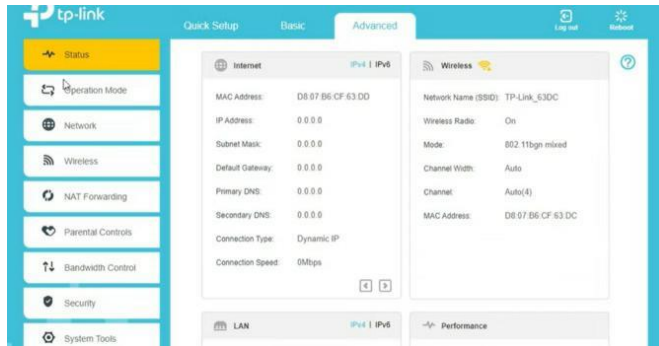 tp-link
Quick Setup Basic Advanced Log out Reboot
Status
Operation Mode
Network
Wireless
NAT Forwarding
Parental Controls
Bandwidth Control
Security
System Tools
Internet IPv4 | IPv6
MAC Address: D8:07:B6:CF:63:DD
IP Address: 0.0.0.0
Subnet Mask: 0.0.0.0
Default Gateway: 0.0.0.0
Primary DNS: 0.0.0.0
Secondary DNS: 0.0.0.0
Connection Type: Dynamic IP
Connection Speed: 0Mbps
Wireless
Network Name (SSID): TP-Link_63DC
Wireless Radio: On
Mode: 802.11bgn mixed
Channel Width: Auto
Channel: Auto(4)
MAC Address: D8:07:B6:CF:63:DC
LAN IPv4 | IPv6
Performance